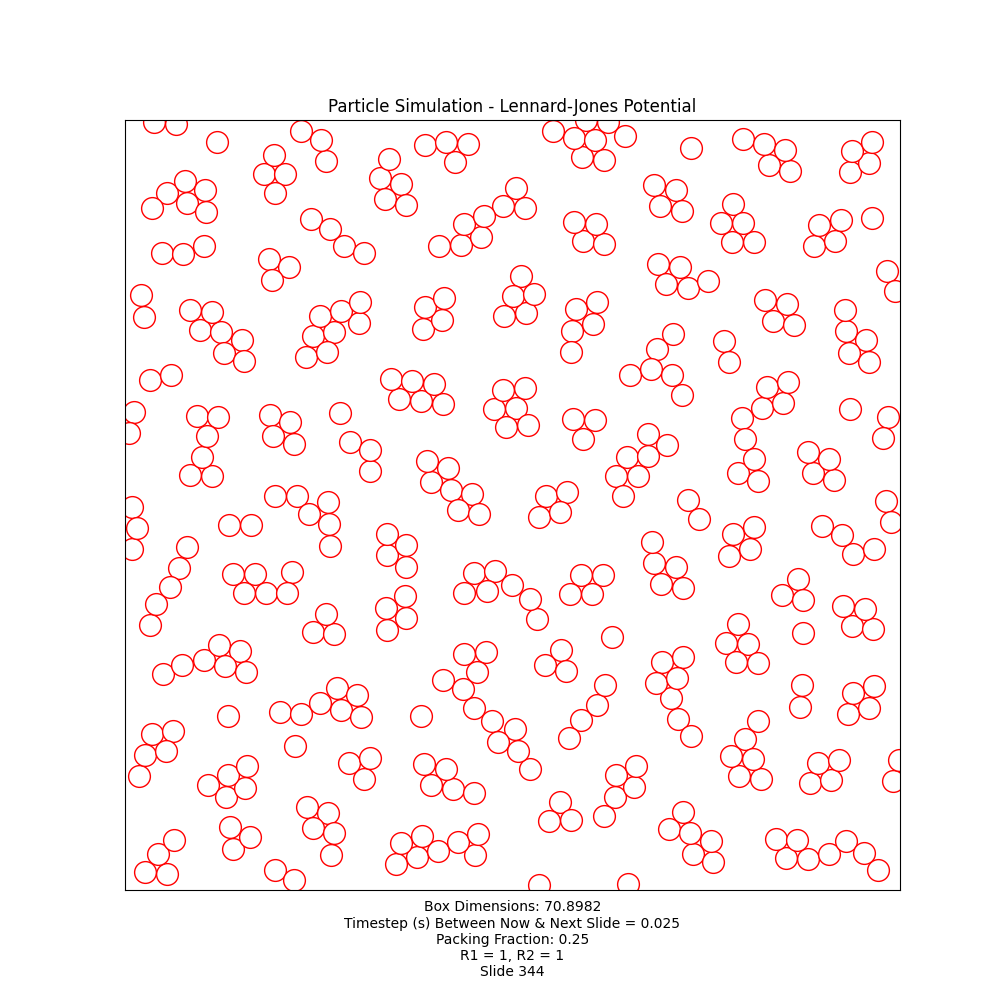 Particle Simulation - Lennard-Jones Potential
Box Dimensions: 70.8982
Timestep (s) Between Now & Next Slide = 0.025
Packing Fraction: 0.25
R1 = 1, R2 = 1
Slide 344